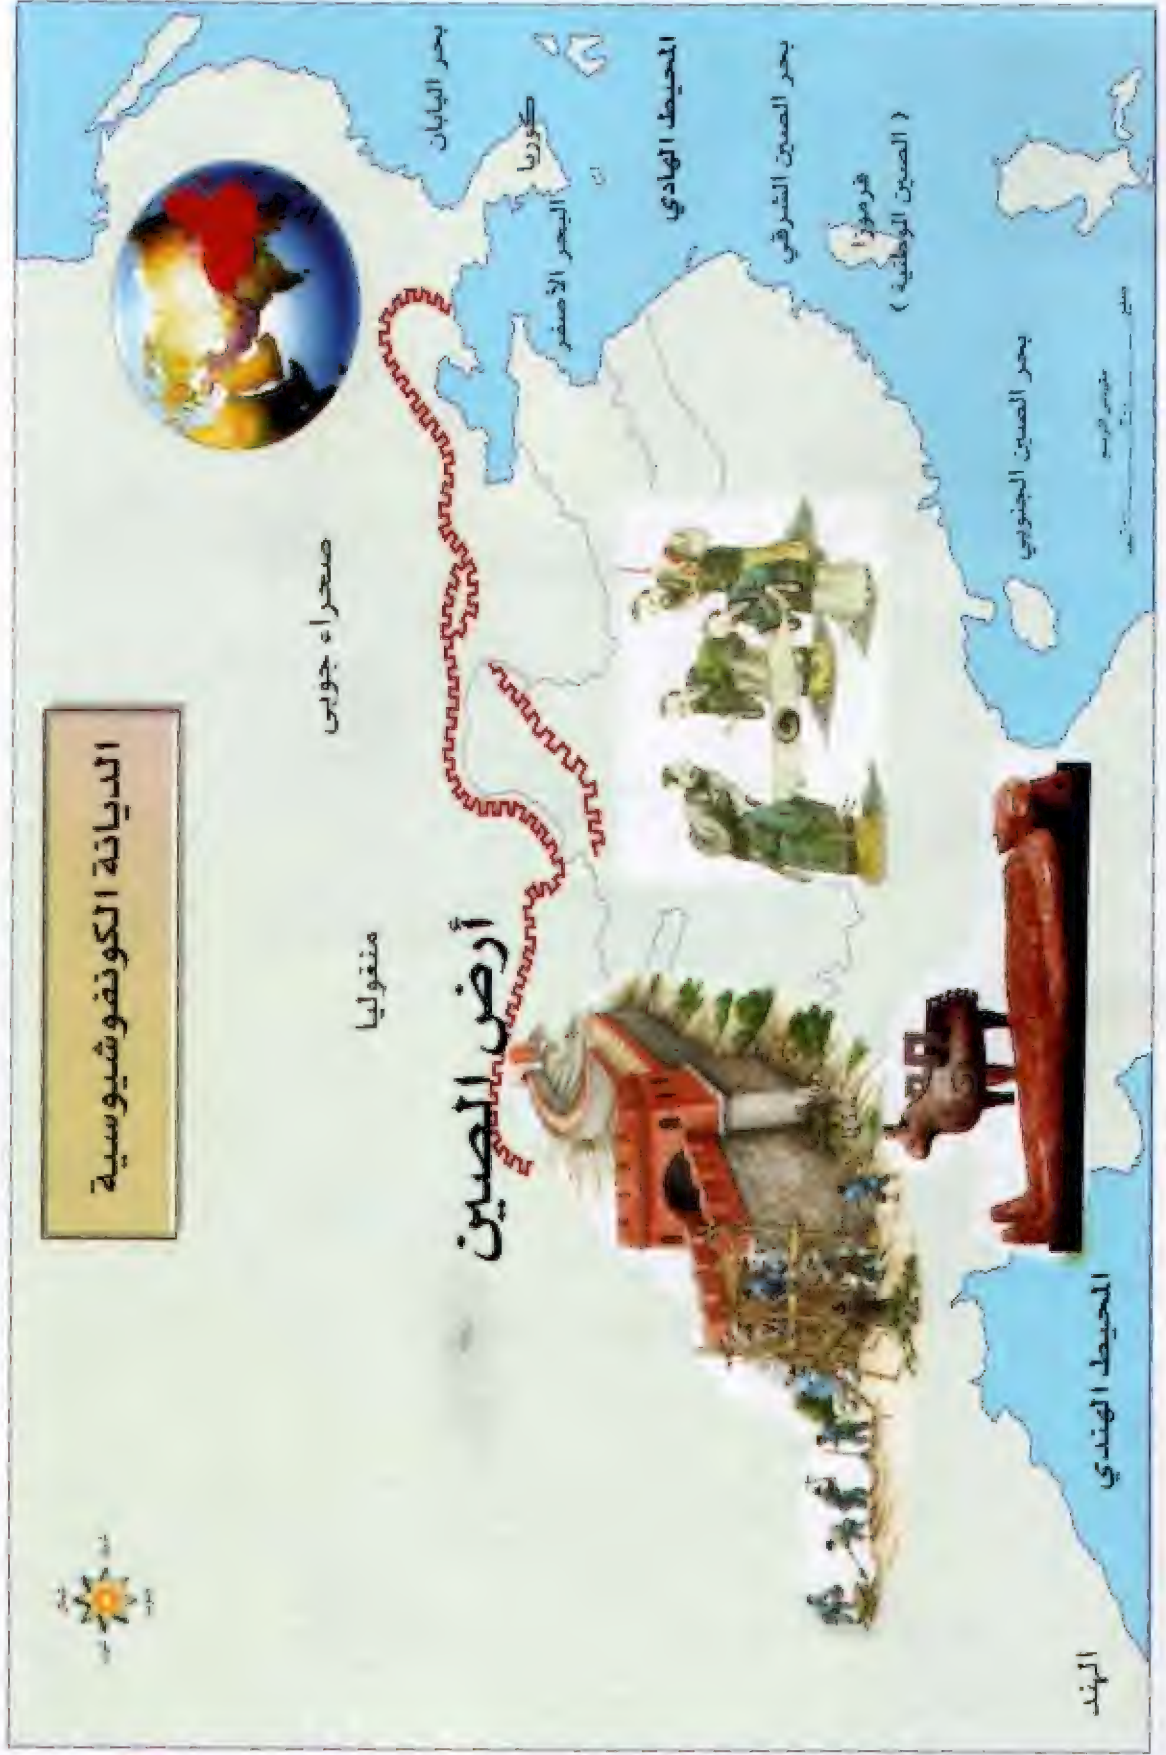 الديانة الكونفوشيوسية
صحراء جوبى
منغوليا
أرض الصين
بحر اليابان
كوريا
البحر الأصفر
المحيط الهادي
بحر الصين الشرقي
فرموزا
( الصين الوطنية )
بحر الصين الجنوبي
المحيط الهندي
الهند